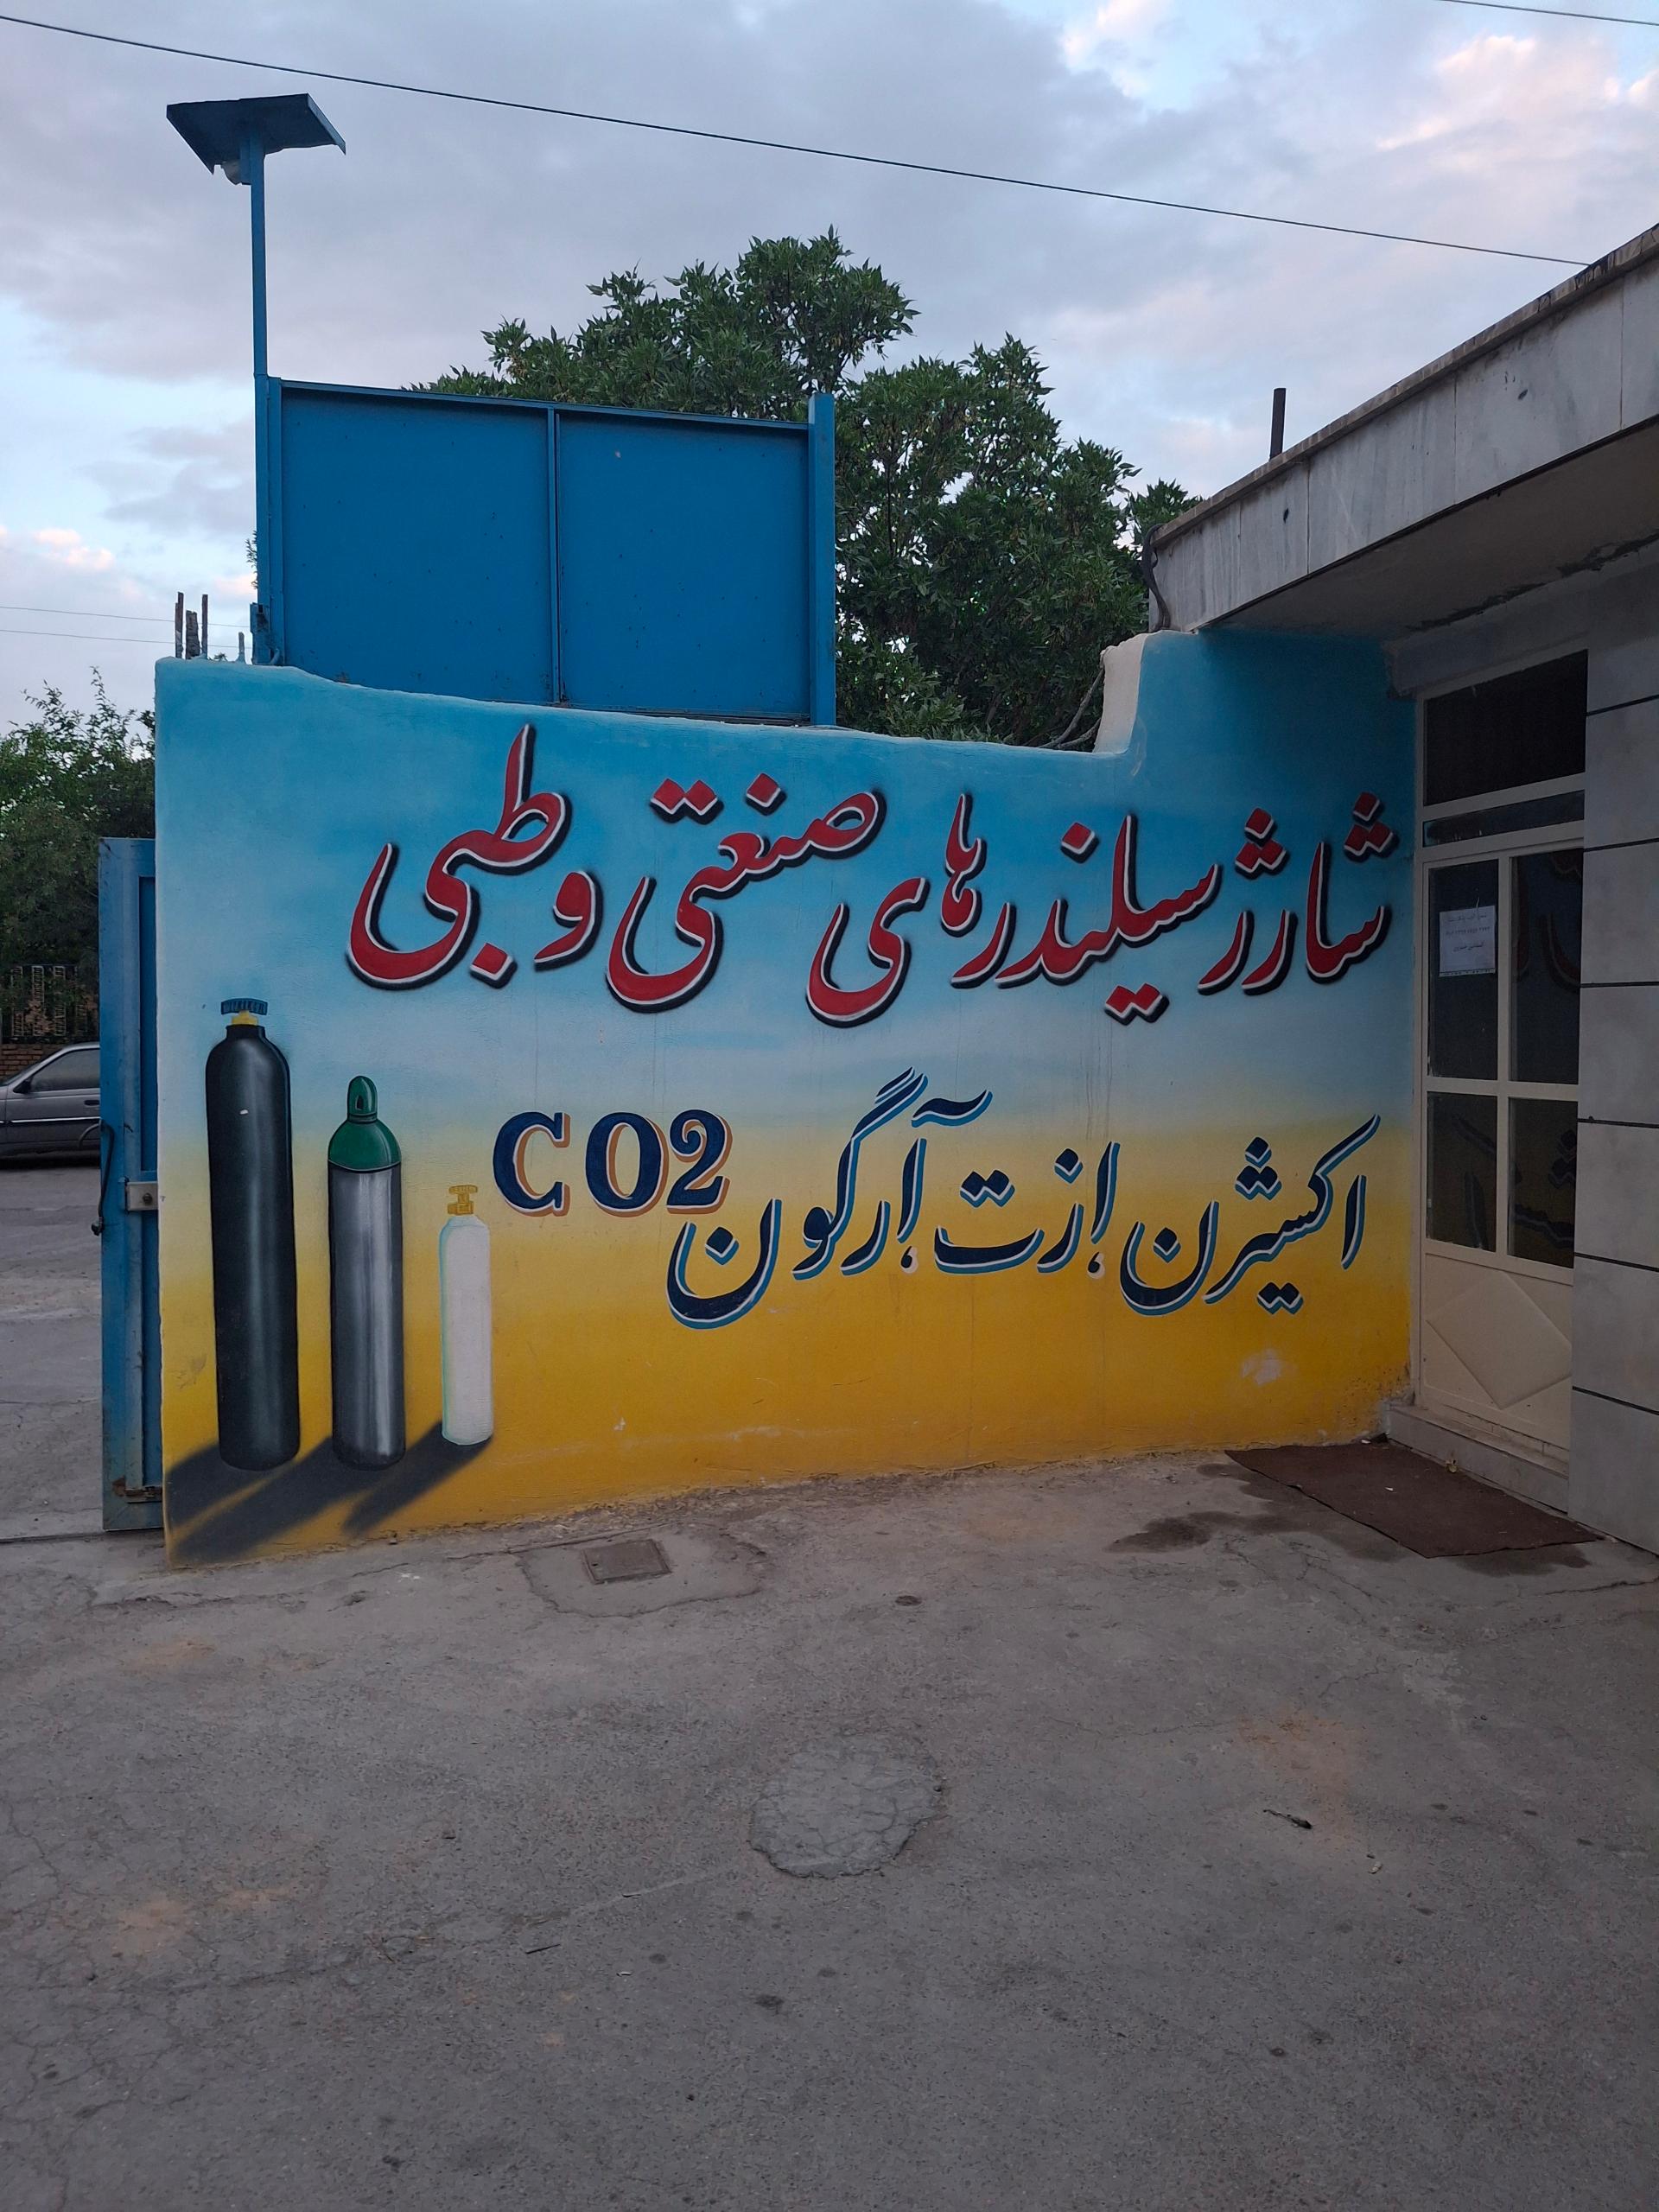 شارژ سیلندرهای صنعتی و طبی
اکسیژن، ازت، آرگون CO2